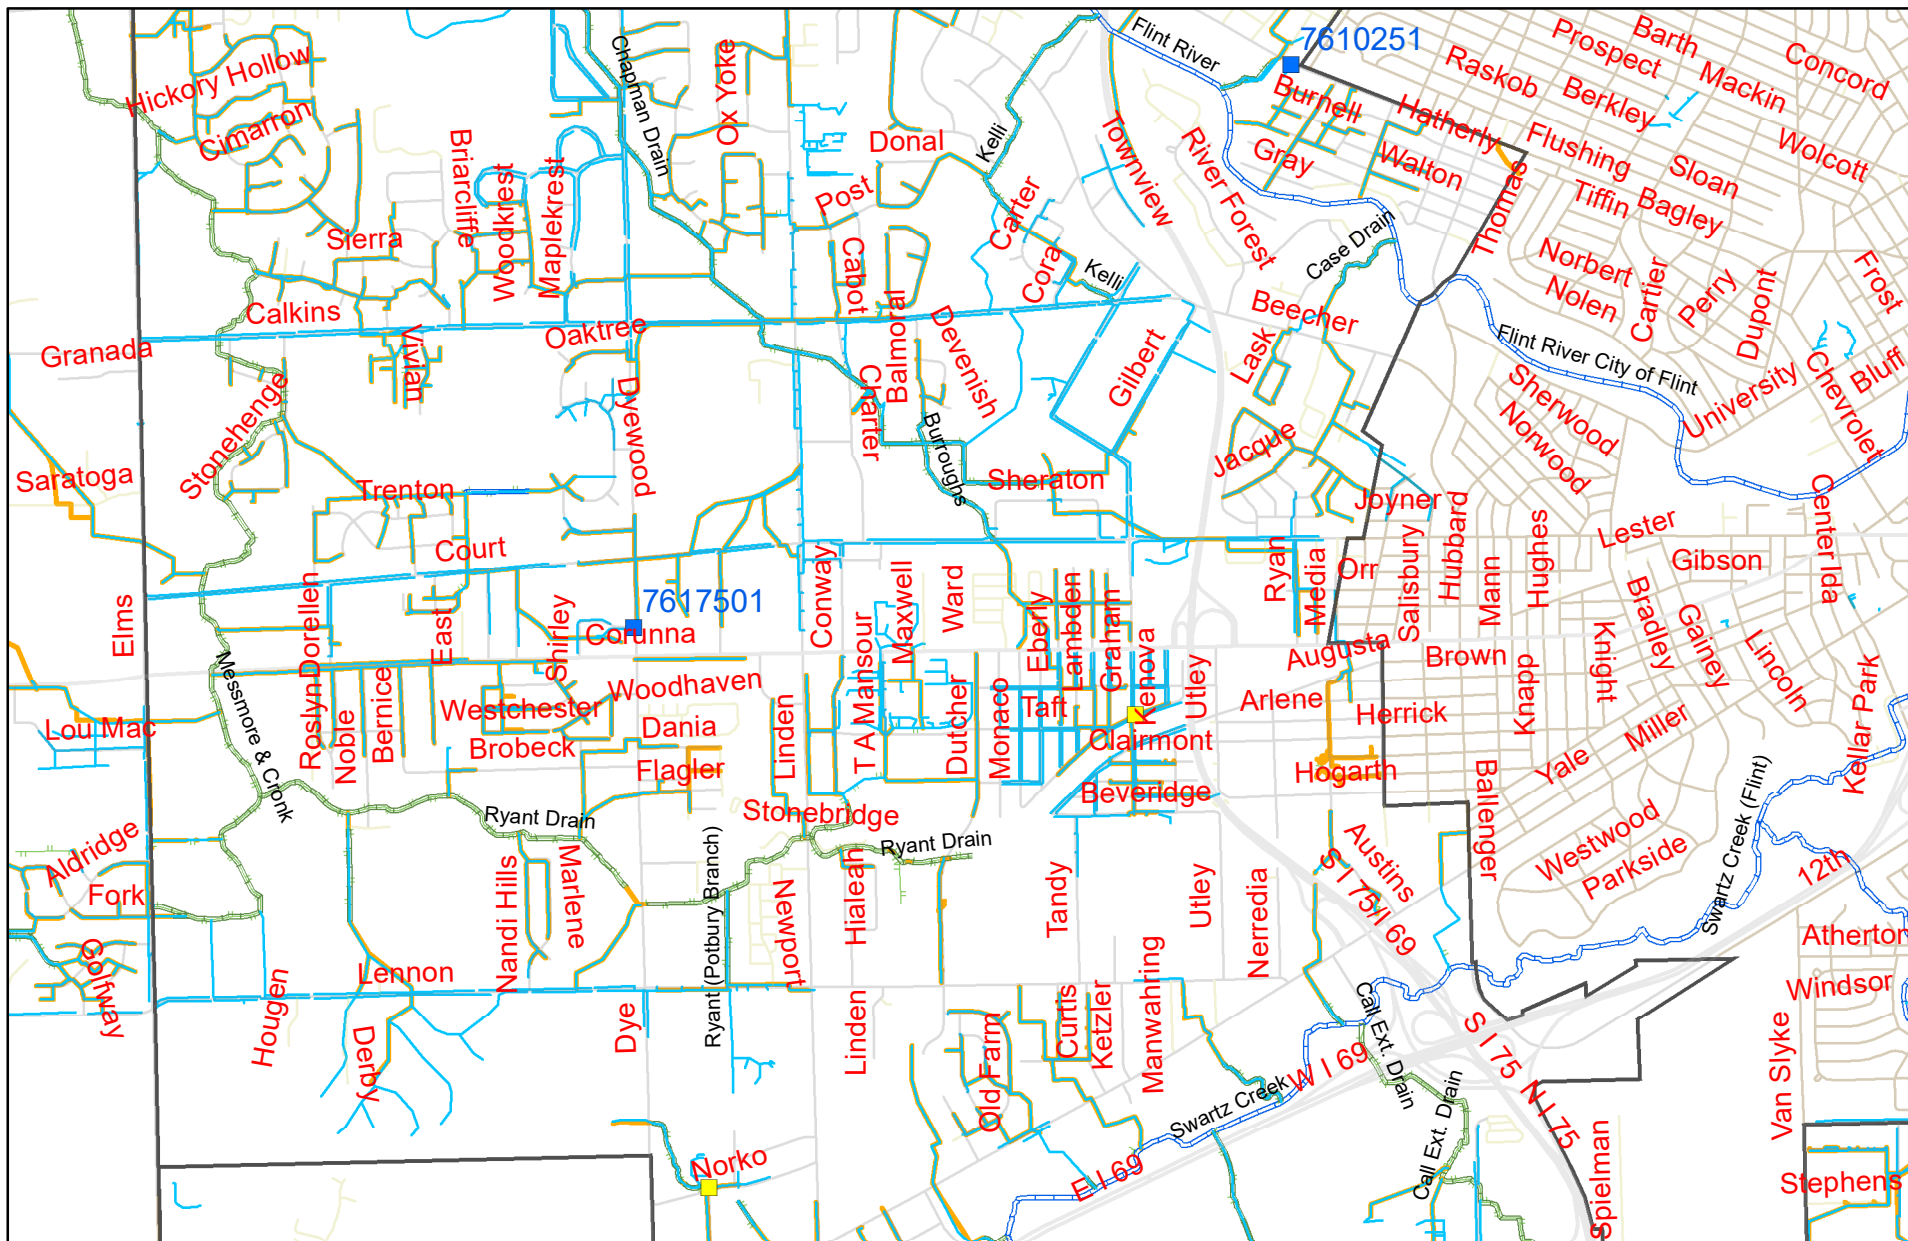 Hickory Hollow
Cimarron
Chapman Drain
Ox Yoke
Flint River
7610251
Barth
Prospect
Concord
Raskob
Mackin
Berkley
Burnell
Hatherly
Briarcliffe
Woodkrest
Maplekrest
Donal
Kelli
Townview
River Forest
Gray
Walton
Flushing
Sloan
Wolcott
Thomas
Tiffin
Bagley
Post
Carter
Sierra
Cabot
Cora
Kelli
Case Drain
Norbert
Nolen
Cartier
Perry
Dupont
Frost
Calkins
Oaktree
Balmoral
Devenish
Beecher
Flint River City of Flint
Granada
Vivian
Dyewood
Charter
Gilbert
Lask
Sherwood
Norwood
University
Chevrolet
Bluff
Stonehenge
Burroughs
Jacque
Saratoga
Trenton
Sheraton
Joyner
Hubbard
Salisbury
Hughes
Lester
Center
Court
Conway
Ryan
Media
Orr
Mann
Gibson
Ida
Elms
Dorellen
East
Shirley
7617501
Corunna
Maxwell
Ward
Eberly
Lambden
Graham
Kenova
Utley
Augusta
Brown
Bradley
Gainey
Knight
Lincoln
Messmore & Cronk
Roslyn
Noble
Bernice
Westchester
Woodhaven
T A Mansour
Dutcher
Monaco
Taft
Arlene
Herrick
Knapp
Miller
Kellar Park
Lou Mac
Brobeck
Dania
Flagler
Linden
Clairmont
Hogarth
Yale
Ballenger
Beveridge
Ryant Drain
Stonebridge
Ryant Drain
Swartz Creek (Flint)
Aldridge
Fork
Nandi Hills
Marlene
Ryant (Potbury Branch)
Newport
Hialeah
Tandy
Utley
Nerredia
Austins
S I 75/I 69
Westwood
Parkside
12th
Atherton
Golfway
Hougen
Lennon
Derby
Dye
Linden
Old Farm
Curtis
Ketzler
Manwahring
Windsor
Van Slyke
Call Ext. Drain
W I 69
S I 75
N I 75
Swartz Creek
Call Ext. Drain
Norko
E I 69
Spielman
Stephens